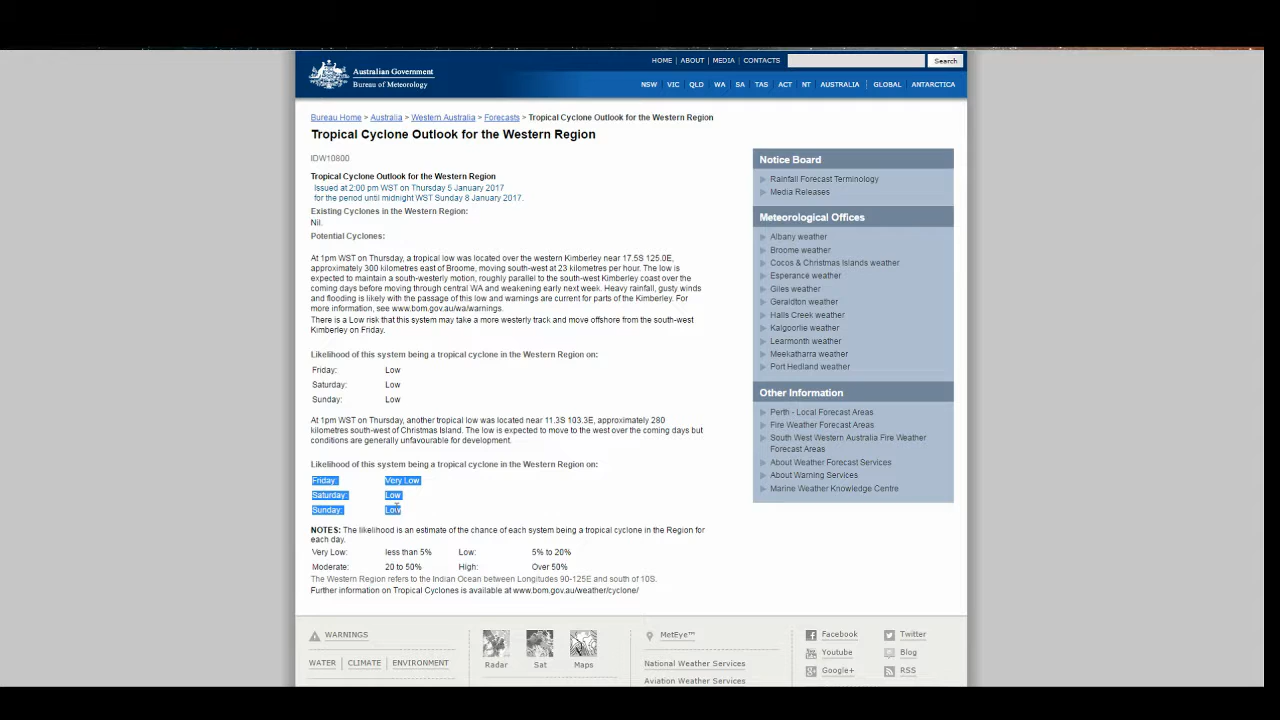 HOME | ABOUT | MEDIA | CONTACTS
Search
Australian Government
Bureau of Meteorology
NSW VIC QLD WA SA TAS ACT NT AUSTRALIA GLOBAL ANTARCTICA
Bureau Home > Australia > Western Australia > Forecasts > Tropical Cyclone Outlook for the Western Region
Tropical Cyclone Outlook for the Western Region
IDW10800
Tropical Cyclone Outlook for the Western Region
Issued at 2:00 pm WST on Thursday 5 January 2017
for the period until midnight WST Sunday 8 January 2017.
Existing Cyclones in the Western Region:
Nil.
Potential Cyclones:
At 1pm WST on Thursday, a tropical low was located over the western Kimberley near 17.5S 125.0E,
approximately 300 kilometres east of Broome, moving south-west at 23 kilometres per hour. The low is
expected to maintain a south-westerly motion, roughly parallel to the south-west Kimberley coast over the
coming days before moving through central WA and weakening early next week. Heavy rainfall, gusty winds
and flooding is likely with the passage of this low and warnings are current for parts of the Kimberley. For
more information, see www.bom.gov.au/wa/warnings.
There is a Low risk that this system may take a more westerly track and move offshore from the south-west
Kimberley on Friday.
Likelihood of this system being a tropical cyclone in the Western Region on:
Friday: Low
Saturday: Low
Sunday: Low
At 1pm WST on Thursday, another tropical low was located near 11.3S 103.3E, approximately 280
kilometres south-west of Christmas Island. The low is expected to move to the west over the coming days but
conditions are generally unfavourable for development.
Likelihood of this system being a tropical cyclone in the Western Region on:
Friday: Very Low
Saturday: Low
Sunday: Low
NOTES: The likelihood is an estimate of the chance of each system being a tropical cyclone in the Region for
each day.
Very Low: less than 5% Low: 5% to 20%
Moderate: 20 to 50% High: Over 50%
The Western Region refers to the Indian Ocean between Longitudes 90-125E and south of 10S.
Further information on Tropical Cyclones is available at www.bom.gov.au/weather/cyclone/
Notice Board
Rainfall Forecast Terminology
Media Releases
Meteorological Offices
Albany weather
Broome weather
Cocos & Christmas Islands weather
Esperance weather
Giles weather
Geraldton weather
Halls Creek weather
Kalgoorlie weather
Learmonth weather
Meekatharra weather
Port Hedland weather
Other Information
Perth - Local Forecast Areas
Fire Weather Forecast Areas
South West Western Australia Fire Weather
Forecast Areas
About Weather Forecast Services
About Warning Services
Marine Weather Knowledge Centre
WARNINGS
WATER | CLIMATE | ENVIRONMENT
Radar Sat Maps
MetEye™
National Weather Services
Aviation Weather Services
Facebook Twitter
Youtube Blog
Google+ RSS